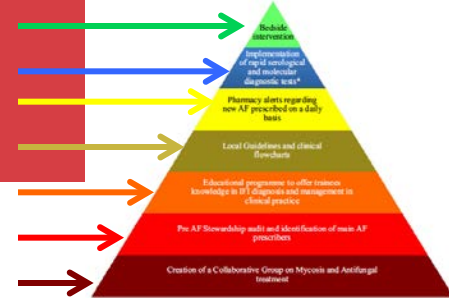 Bedside
intervention
Implementation
of rapid serological
and molecular
diagnostic tests*
Pharmacy alerts regarding
new AF prescribed on a daily
basis
Local Guidelines and clinical
flowcharts
Educational programme to offer trainees
knowledge in IFI diagnosis and management in
clinical practice
Pre AF Stewardship audit and identification of main AF
prescribers
Creation of a Collaborative Group on Mycosis and Antifungal
treatment